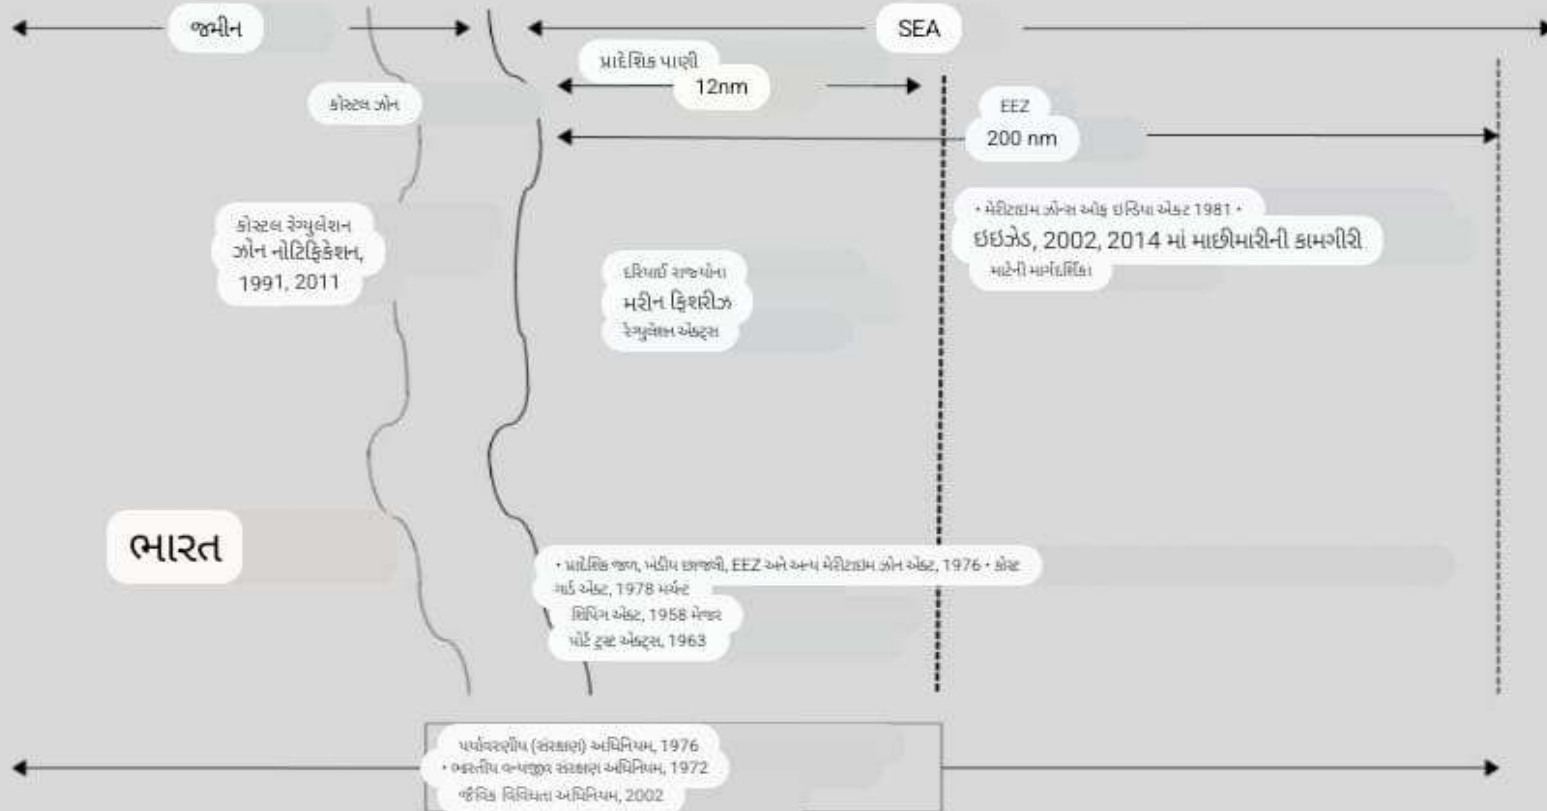 જમીન
SEA
પ્રાદેશિક પાણી
12nm
કોસ્ટલ ઝોન
EEZ
200 nm
કોસ્ટલ રેગ્યુલેશન
ઝોન નોટિફિકેશન,
1991, 2011
• મેરીટાઇમ ઝોન્સ ઓફ ઇન્ડિયા એક્ટ 1981 •
ઇઇઝેડ, 2002, 2014 માં માછીમારીની કામગીરી
માટેની માર્ગદર્શિકા
દરિયાઈ રાજ્યોના
મરીન ફિશરીઝ
રેગ્યુલેશન એક્ટ્સ
ભારત
• પ્રાદેશિક જળ, ખંડીય છાજલી, EEZ અને અન્ય મેરીટાઇમ ઝોન એક્ટ, 1976 • કોસ્ટ
ગાર્ડ એક્ટ, 1978 મર્ચન્ટ
શિપિંગ એક્ટ, 1958 મેજર
પોર્ટ ટ્રસ્ટ એક્ટ્સ, 1963
પર્યાવરણીય (સંરક્ષણ) અધિનિયમ, 1976
• ભારતીય વન્યજીવ સંરક્ષણ અધિનિયમ, 1972
જૈવિક વિવિધતા અધિનિયમ, 2002